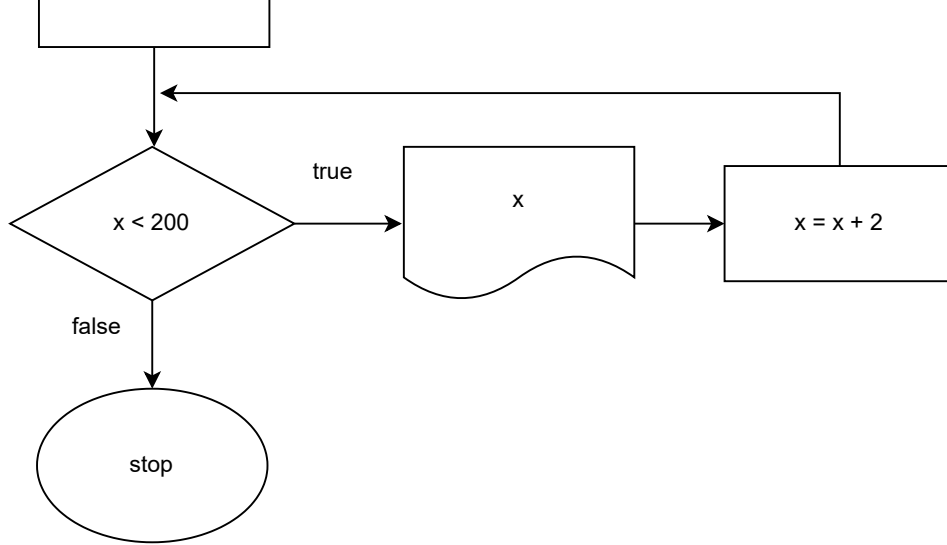 true
x < 200
x
x = x + 2
false
stop